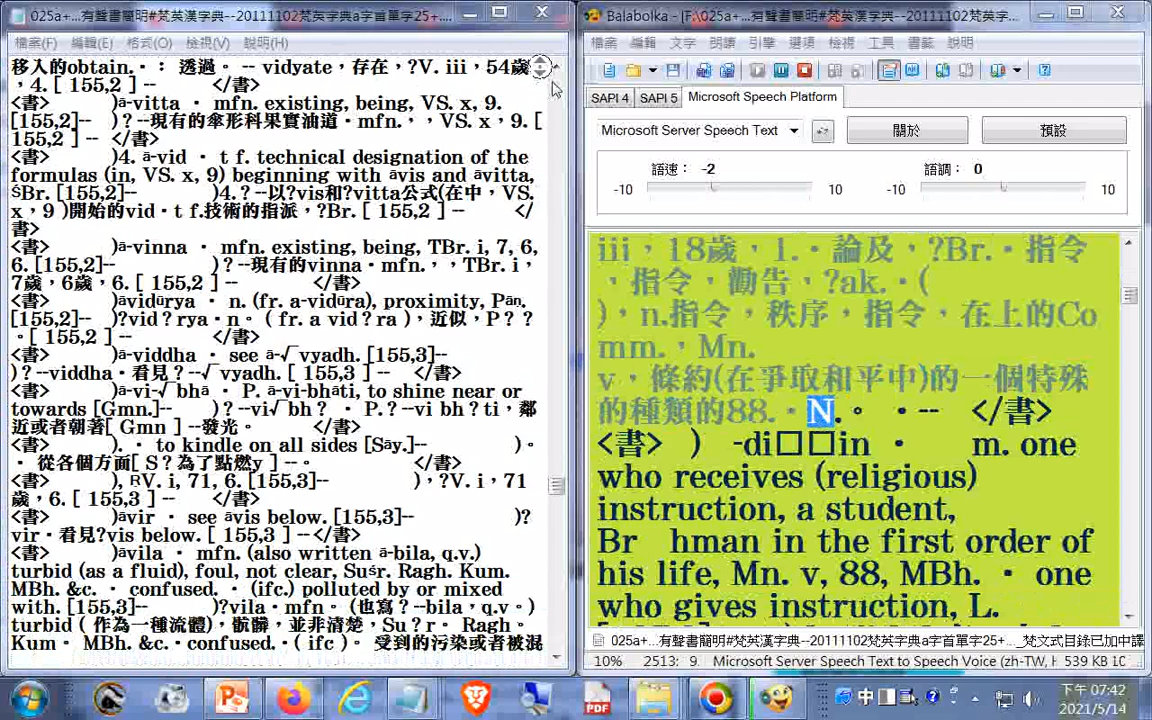 025a+...有聲書簡明#梵英漢字典--20111102梵英字典a字首單字25+...
檔案(F) 編輯(E) 格式(O) 檢視(V) 說明(H)
移入的obtain.‧: 透過。 -- vidyate，存在，?V. iii，54歲
，4. [ 155,2 ] -- </書>
<書> )ā-vitta ‧ mfn. existing, being, VS. x, 9.
[155,2] )？--現有的傘形科果實油道‧mfn.，，VS. x，9. [
155,2 ] -- </書>
<書> )4. ā-vid ‧ t f. technical designation of the
formulas (in, VS. x, 9) beginning with āvis and āvitta,
ŚBr. [155,2] )4.？--以?vis和?vitta公式(在中，VS.
x，9 )開始的vid‧t f.技術的指派，?Br. [ 155,2 ] -- </
書>
<書> )ā-vinna ‧ mfn. existing, being, TBr. i, 7, 6,
6. [155,2] )？--現有的vinna‧mfn.，，TBr. i，
7歲，6歲，6. [ 155,2 ] -- </書>
<書> )āvidūrya ‧ n. (fr. a-vidūra), proximity, Pāṇ.
[155,2] )?vid？rya‧n。( fr. a vid？ra )，近似，P？？
。[ 155,2 ] -- </書>
<書> )ā-viddha ‧ see ā-√ vyadh. [155,3]
)？--viddha‧看見？-√ vyadh. [ 155,3 ] -- </書>
<書> )ā-vi-√ bhā ‧ P. ā-vi-bhāti, to shine near or
towards [Gmn.] )？--vi√bh？‧P.？--vi bh？ti，鄰
近或者朝著[ Gmn ] --發光。 </書>
<書> ). ‧ to kindle on all sides [Sāy.] )。
‧從各個方面[ S？為了點燃y ] --。 </書>
<書> ), RV. i, 71, 6. [155,3] )，?V. i，71
歲，6. [ 155,3 ] -- </書>
<書> )āvir ‧ see āvis below. [155,3] )?
vir‧看見?vis below. [ 155,3 ] -- </書>
<書> )āvila ‧ mfn. (also written ā-bila, q.v.)
turbid (as a fluid), foul, not clear, Suśr. Ragh. Kum.
MBh. &c. ‧ confused. ‧ (ifc.) polluted by or mixed
with. [155,3] )?vila‧mfn。(也寫？--bila，q.v.)
turbid ( 作為一種流體)，骯髒，並非清楚，Su？r。Ragh。
Kum‧ MBh. &c.‧confused.‧( ifc )。 受到的污染或者被混
Balabolka - [F:\025a+...有聲書簡明#梵英漢字典--20111102梵英字...
檔案 編輯 文字 朗讀 引擎 選項 檢視 工具 書籤 說明
SAPI 4 SAPI 5 Microsoft Speech Platform
Microsoft Server Speech Text 關於 預設
語速： -2 語調： 0
-10 10 -10 10
iii，18歲，1.‧論及，?Br.‧指令
，指令，勸告，?ak.‧(
)，n.指令，秩序，指令，在上的Co
mm.，Mn.
v，條約(在爭取和平中)的一個特殊
的種類的88.‧N.。 ‧-- </書>
<書> ) -di□□in ‧ m. one
who receives (religious)
instruction, a student,
Br hman in the first order of
his life, Mn. v, 88, MBh. ‧ one
who gives instruction, L.
025a+...有聲書簡明#梵英漢字典--20111102梵英字典a字首單字25+..._梵文式目錄已加中譯
10% 2513: 9. Microsoft Server Speech Text to Speech Voice (zh-TW, H 539 KB 10
PDF 中 下午 07:42
2021/5/14